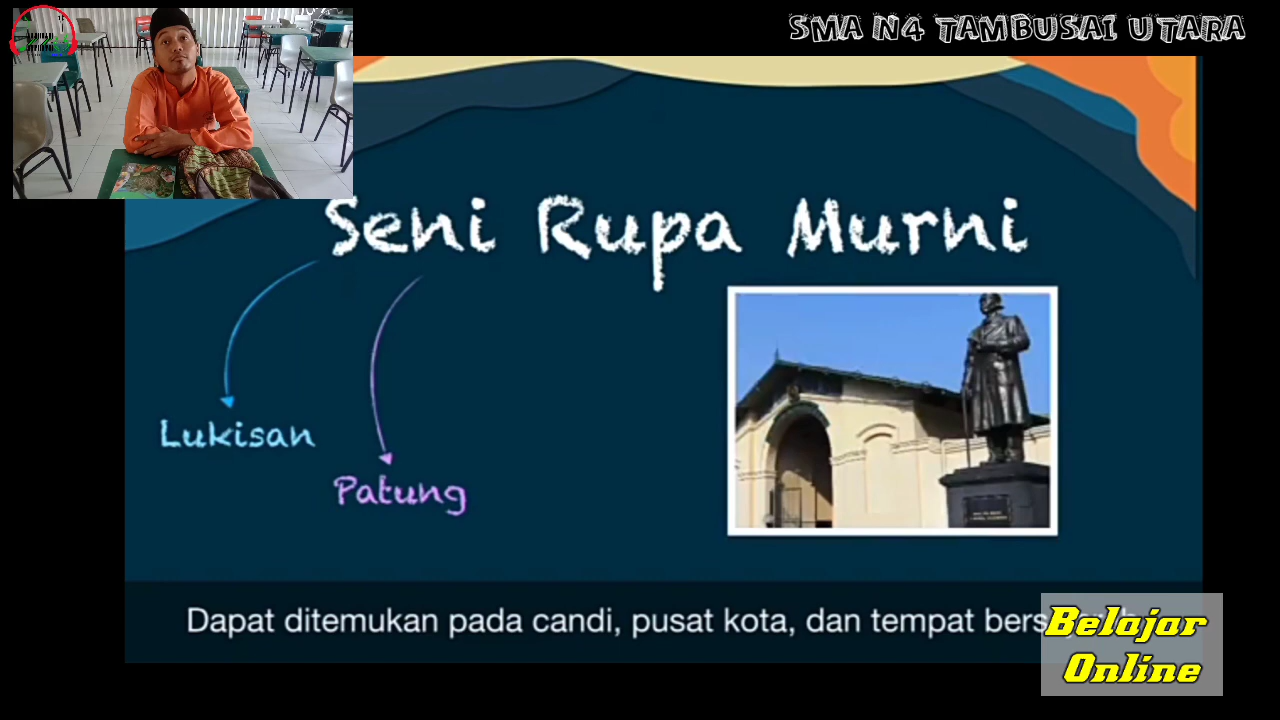 SMA N4 TAMBUSAI UTARA
Seni Rupa Murni
Lukisan
Patung
Dapat ditemukan pada candi, pusat kota, dan tempat
Belajar
Online